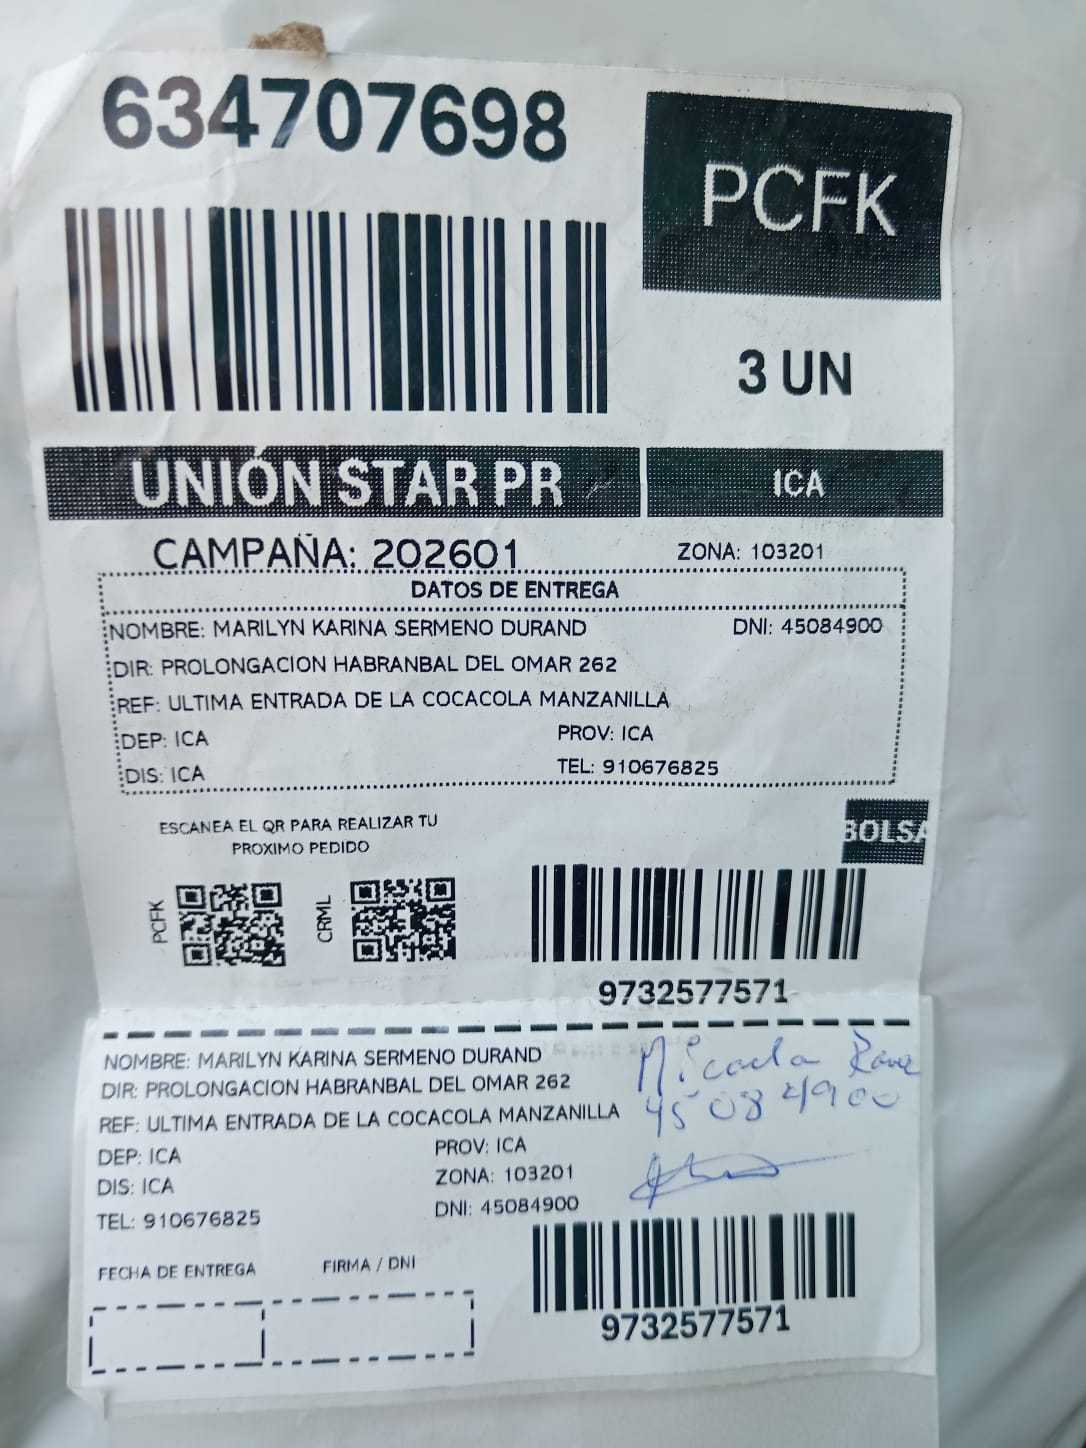 634707698
PCFK
3 UN
UNIÓN STAR PR
ICA
CAMPAÑA: 202601
ZONA: 103201
DATOS DE ENTREGA
NOMBRE: MARILYN KARINA SERMENO DURAND
DNI: 45084900
DIR: PROLONGACION HABRANBAL DEL OMAR 262
REF: ULTIMA ENTRADA DE LA COCACOLA MANZANILLA
DEP: ICA
PROV: ICA
DIS: ICA
TEL: 910676825
ESCANEA EL QR PARA REALIZAR TU
PROXIMO PEDIDO
BOLSA
PCFK
CRML
9732577571
NOMBRE: MARILYN KARINA SERMENO DURAND
DIR: PROLONGACION HABRANBAL DEL OMAR 262
REF: ULTIMA ENTRADA DE LA COCACOLA MANZANILLA
DEP: ICA
PROV: ICA
DIS: ICA
ZONA: 103201
TEL: 910676825
DNI: 45084900
Micaela
45084900
FECHA DE ENTREGA
FIRMA / DNI
9732577571